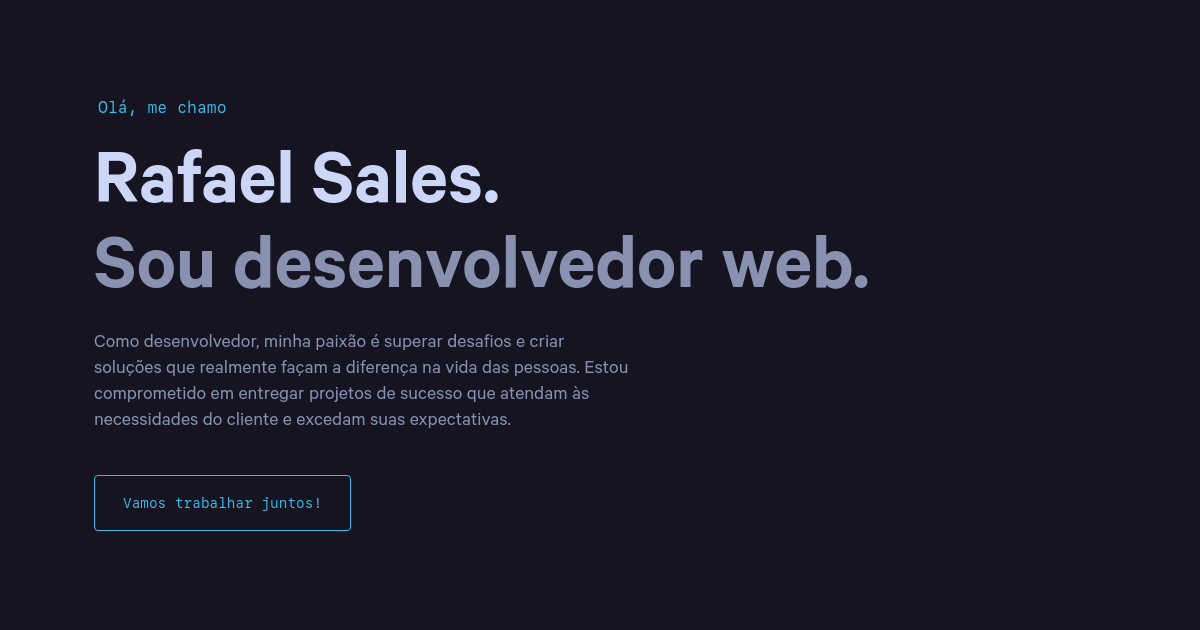 Olá, me chamo
Rafael Sales.
Sou desenvolvedor web.
Como desenvolvedor, minha paixão é superar desafios e criar
soluções que realmente façam a diferença na vida das pessoas. Estou
comprometido em entregar projetos de sucesso que atendam às
necessidades do cliente e excedam suas expectativas.
Vamos trabalhar juntos!